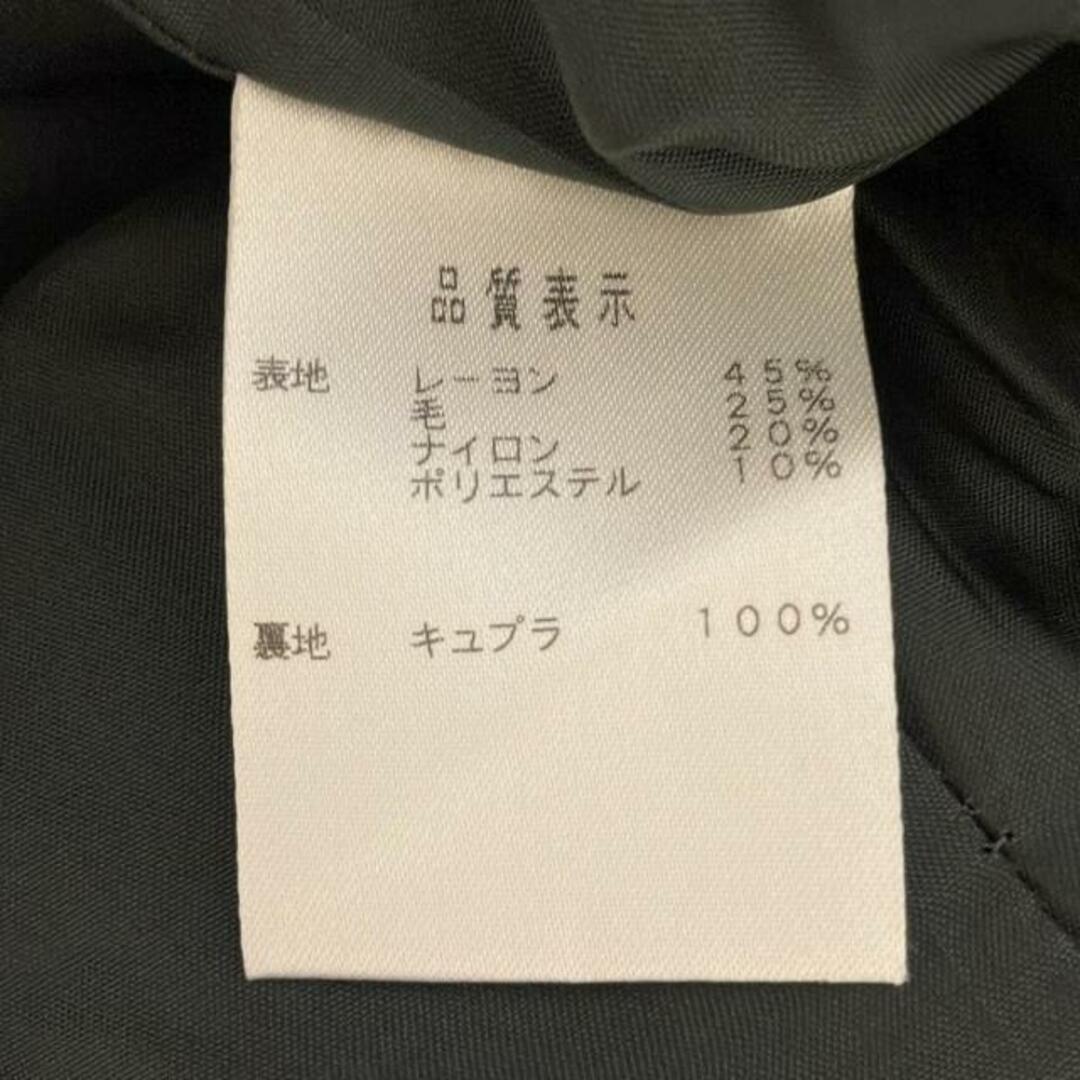 品質表示
表地 レーヨン 45%
毛 25%
ナイロン 20%
ポリエステル 10%
裏地 キュプラ 100%